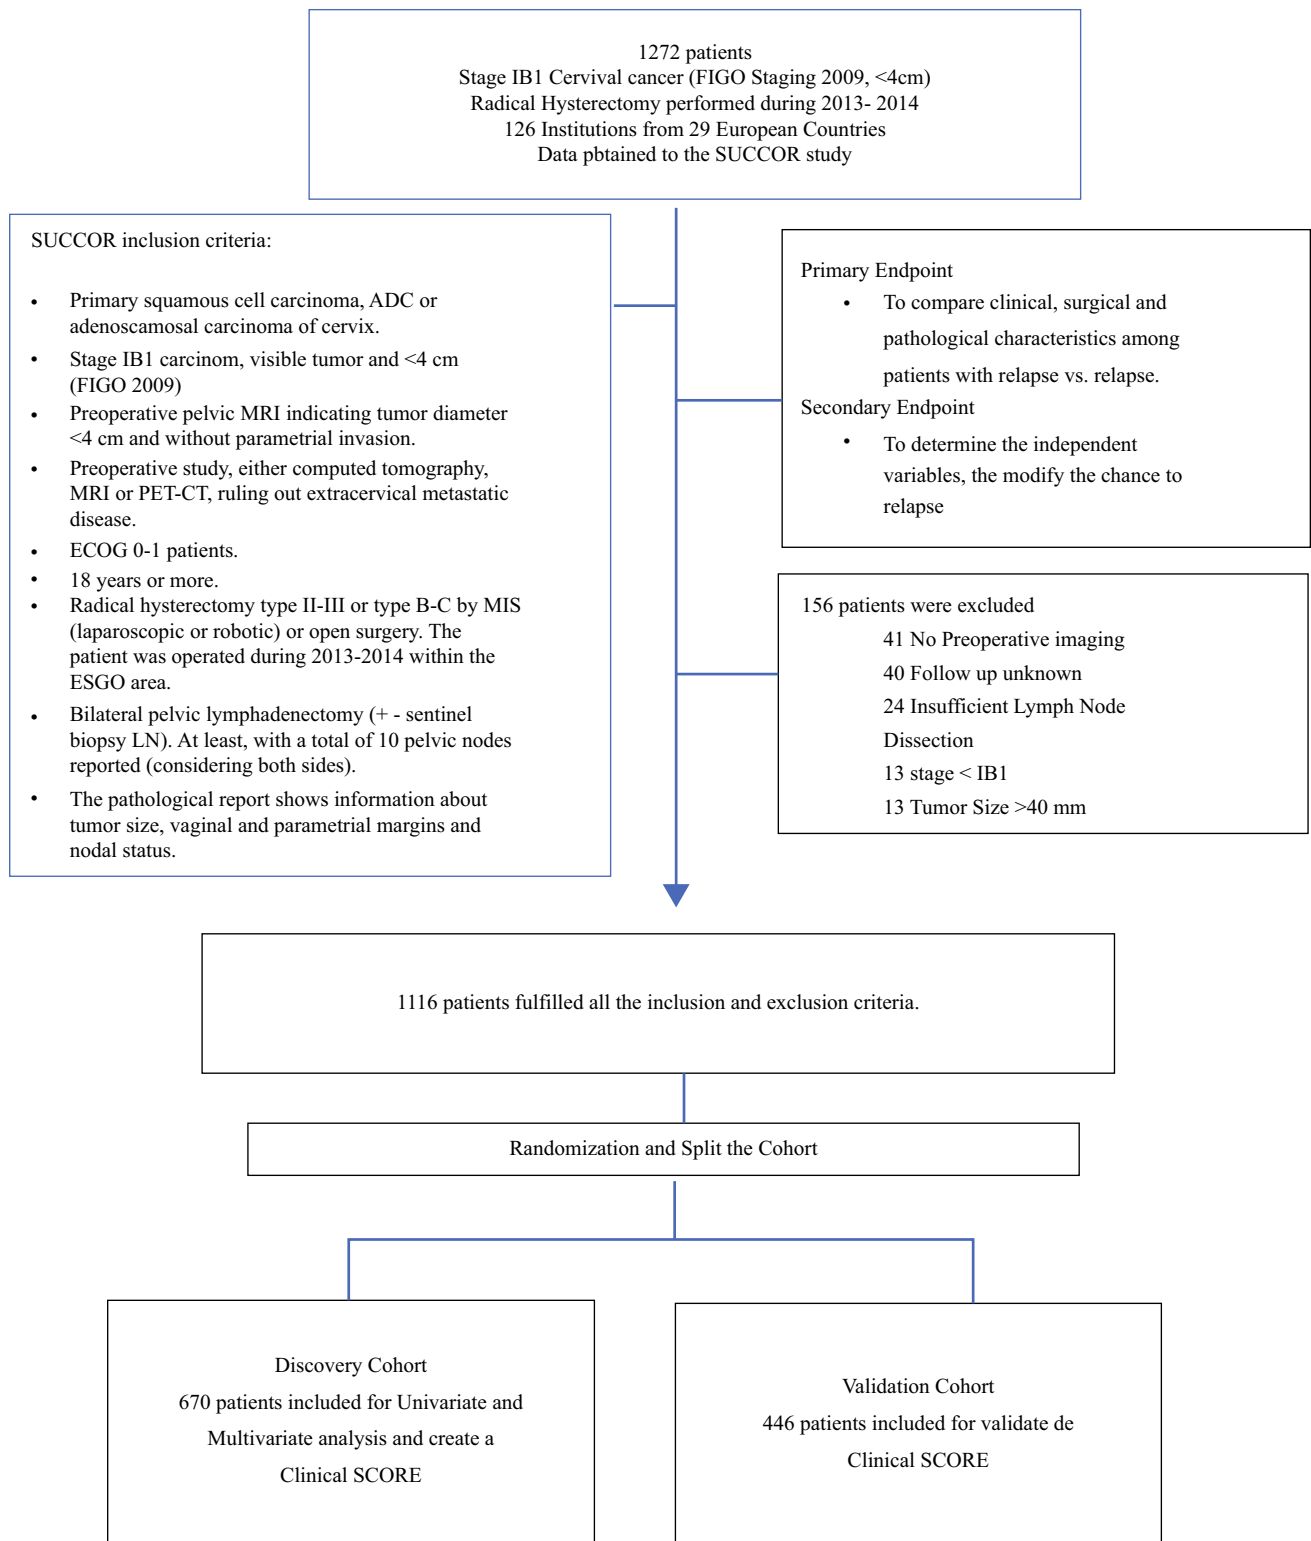 1272 patients
Stage IB1 Cervival cancer (FIGO Staging 2009, <4cm)
Radical Hysterectomy performed during 2013- 2014
126 Institutions from 29 European Countries
Data pbtained to the SUCCOR study
SUCCOR inclusion criteria:
• Primary squamous cell carcinoma, ADC or
adenoscamosal carcinoma of cervix.
• Stage IB1 carcinom, visible tumor and <4 cm
(FIGO 2009)
• Preoperative pelvic MRI indicating tumor diameter
<4 cm and without parametrial invasion.
• Preoperative study, either computed tomography,
MRI or PET-CT, ruling out extracervical metastatic
disease.
• ECOG 0-1 patients.
• 18 years or more.
• Radical hysterectomy type II-III or type B-C by MIS
(laparoscopic or robotic) or open surgery. The
patient was operated during 2013-2014 within the
ESGO area.
• Bilateral pelvic lymphadenectomy (+ - sentinel
biopsy LN). At least, with a total of 10 pelvic nodes
reported (considering both sides).
• The pathological report shows information about
tumor size, vaginal and parametrial margins and
nodal status.
Primary Endpoint
• To compare clinical, surgical and
pathological characteristics among
patients with relapse vs. relapse.
Secondary Endpoint
• To determine the independent
variables, the modify the chance to
relapse
156 patients were excluded
41 No Preoperative imaging
40 Follow up unknown
24 Insufficient Lymph Node
Dissection
13 stage < IB1
13 Tumor Size >40 mm
1116 patients fulfilled all the inclusion and exclusion criteria.
Randomization and Split the Cohort
Discovery Cohort
670 patients included for Univariate and
Multivariate analysis and create a
Clinical SCORE
Validation Cohort
446 patients included for validate de
Clinical SCORE